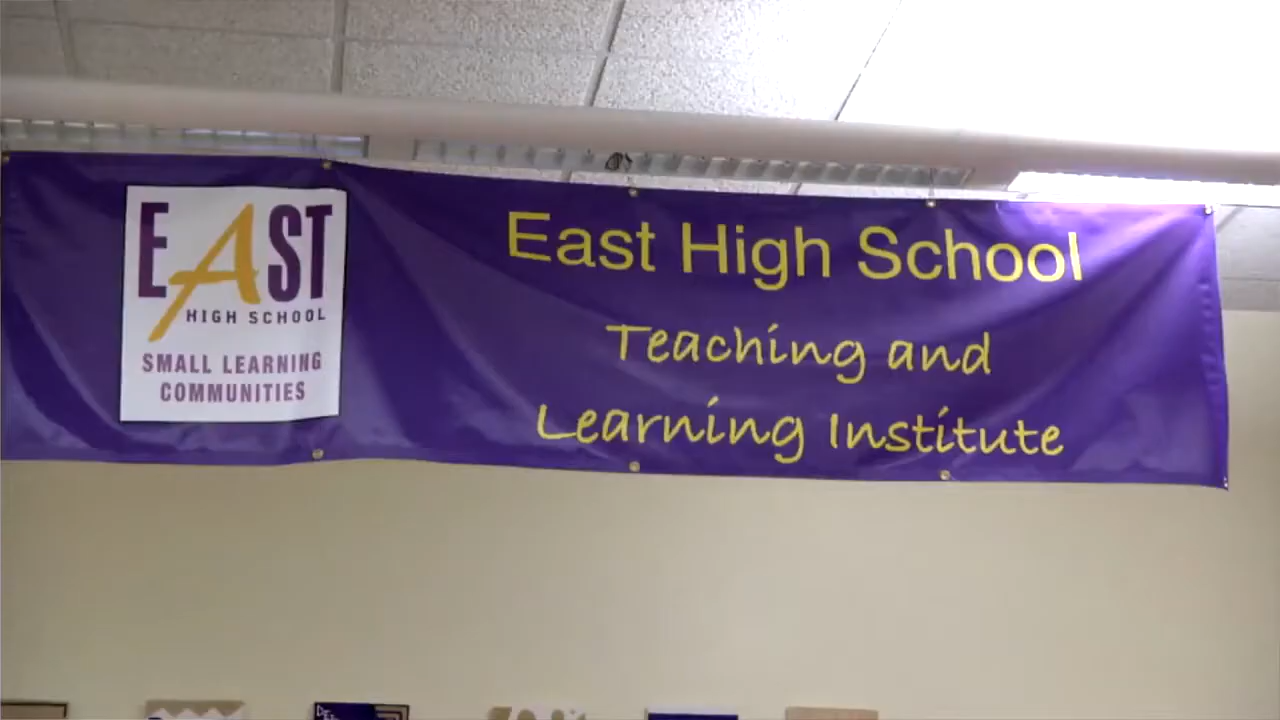 EAST
HIGH SCHOOL
SMALL LEARNING
COMMUNITIES
East High School
Teaching and
Learning Institute